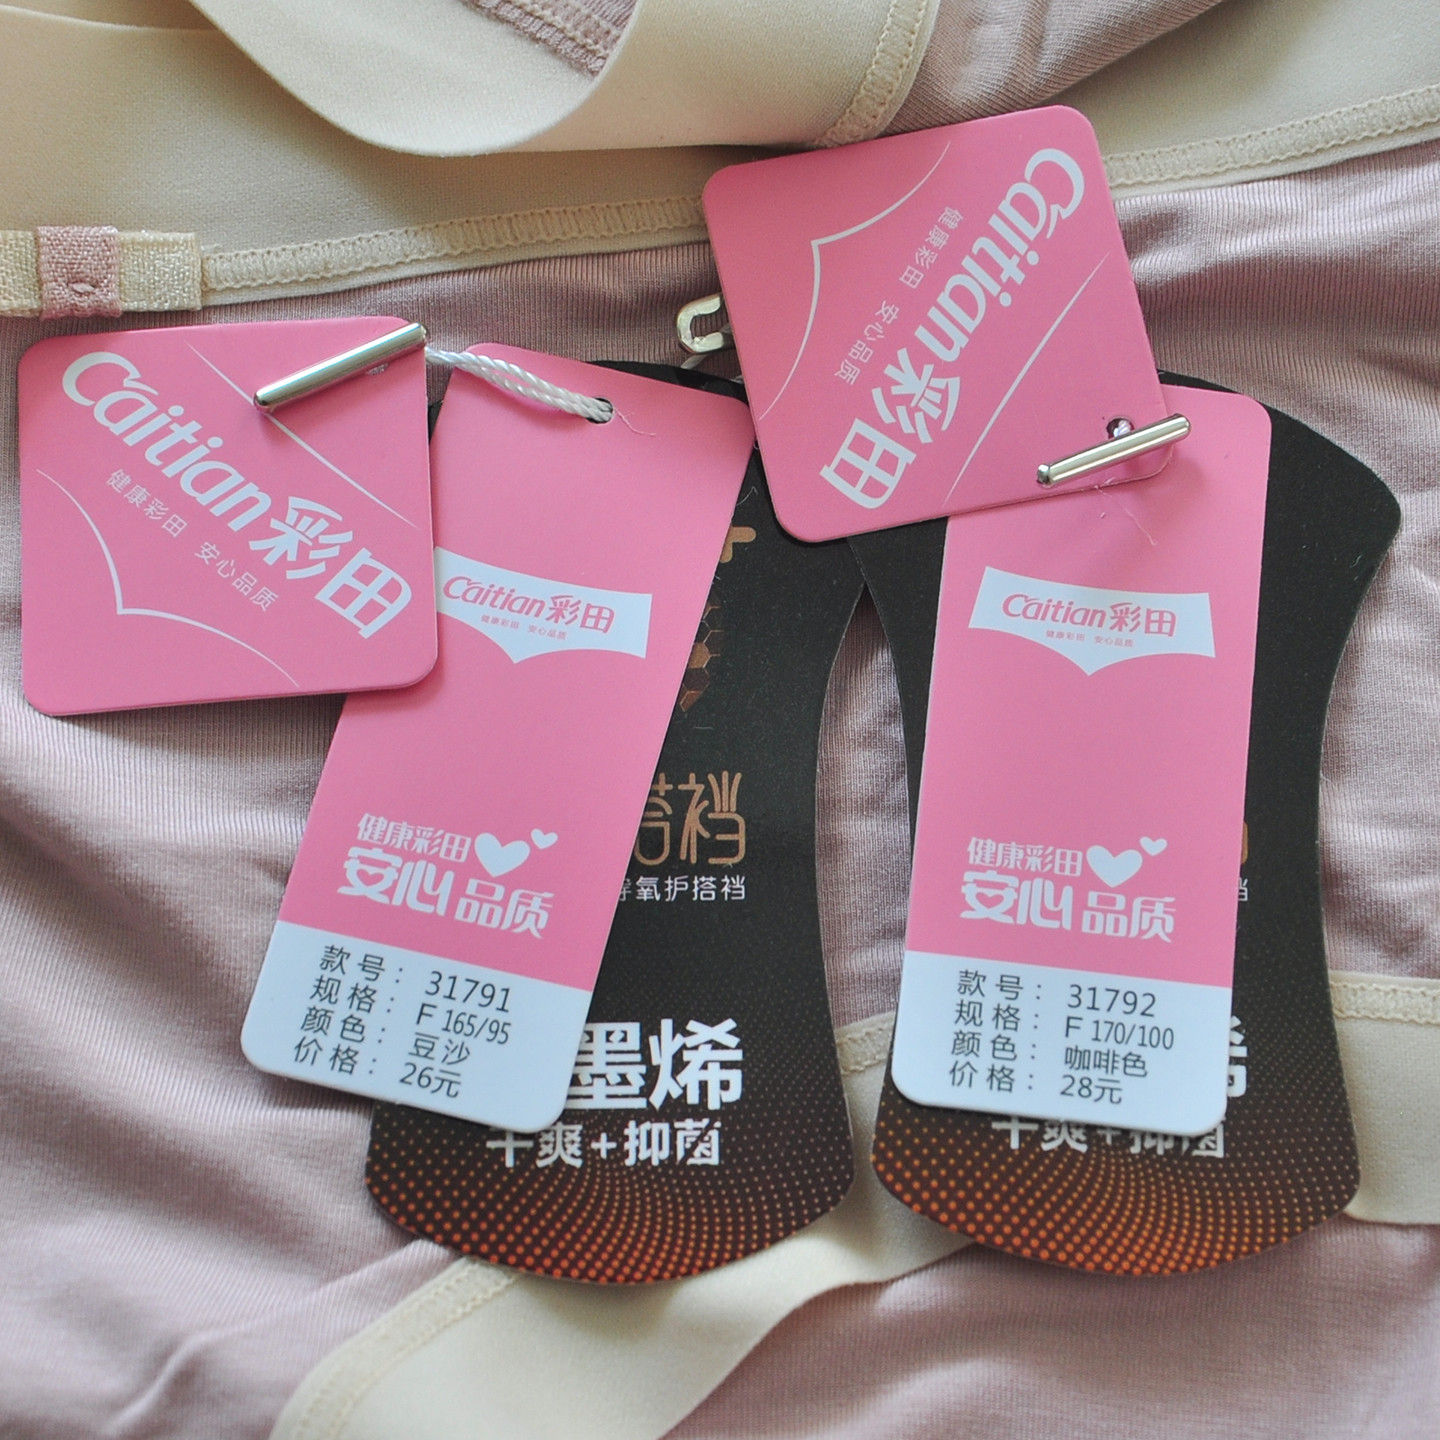 Caitian彩田
健康彩田 安心品质
Caitian彩田
健康彩田 安心品质
Caitian彩田
健康彩田 安心品质
健康彩田
安心品质
款号: 31791
规格: F 165/95
颜色: 豆沙
价格: 26元
搭裆
氧护搭裆
墨烯
干爽+抑菌
Caitian彩田
健康彩田 安心品质
健康彩田
安心品质
款号: 31792
规格: F 170/100
颜色: 咖啡色
价格: 28元
烯
干爽+抑菌